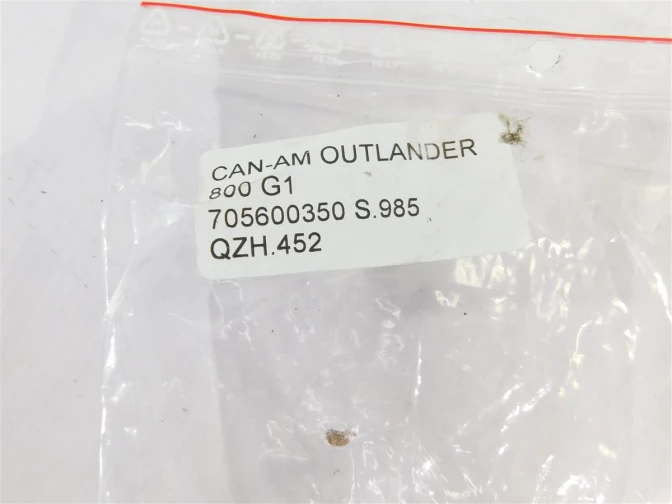 CAN-AM OUTLANDER
800 G1
705600350 S.985
QZH.452